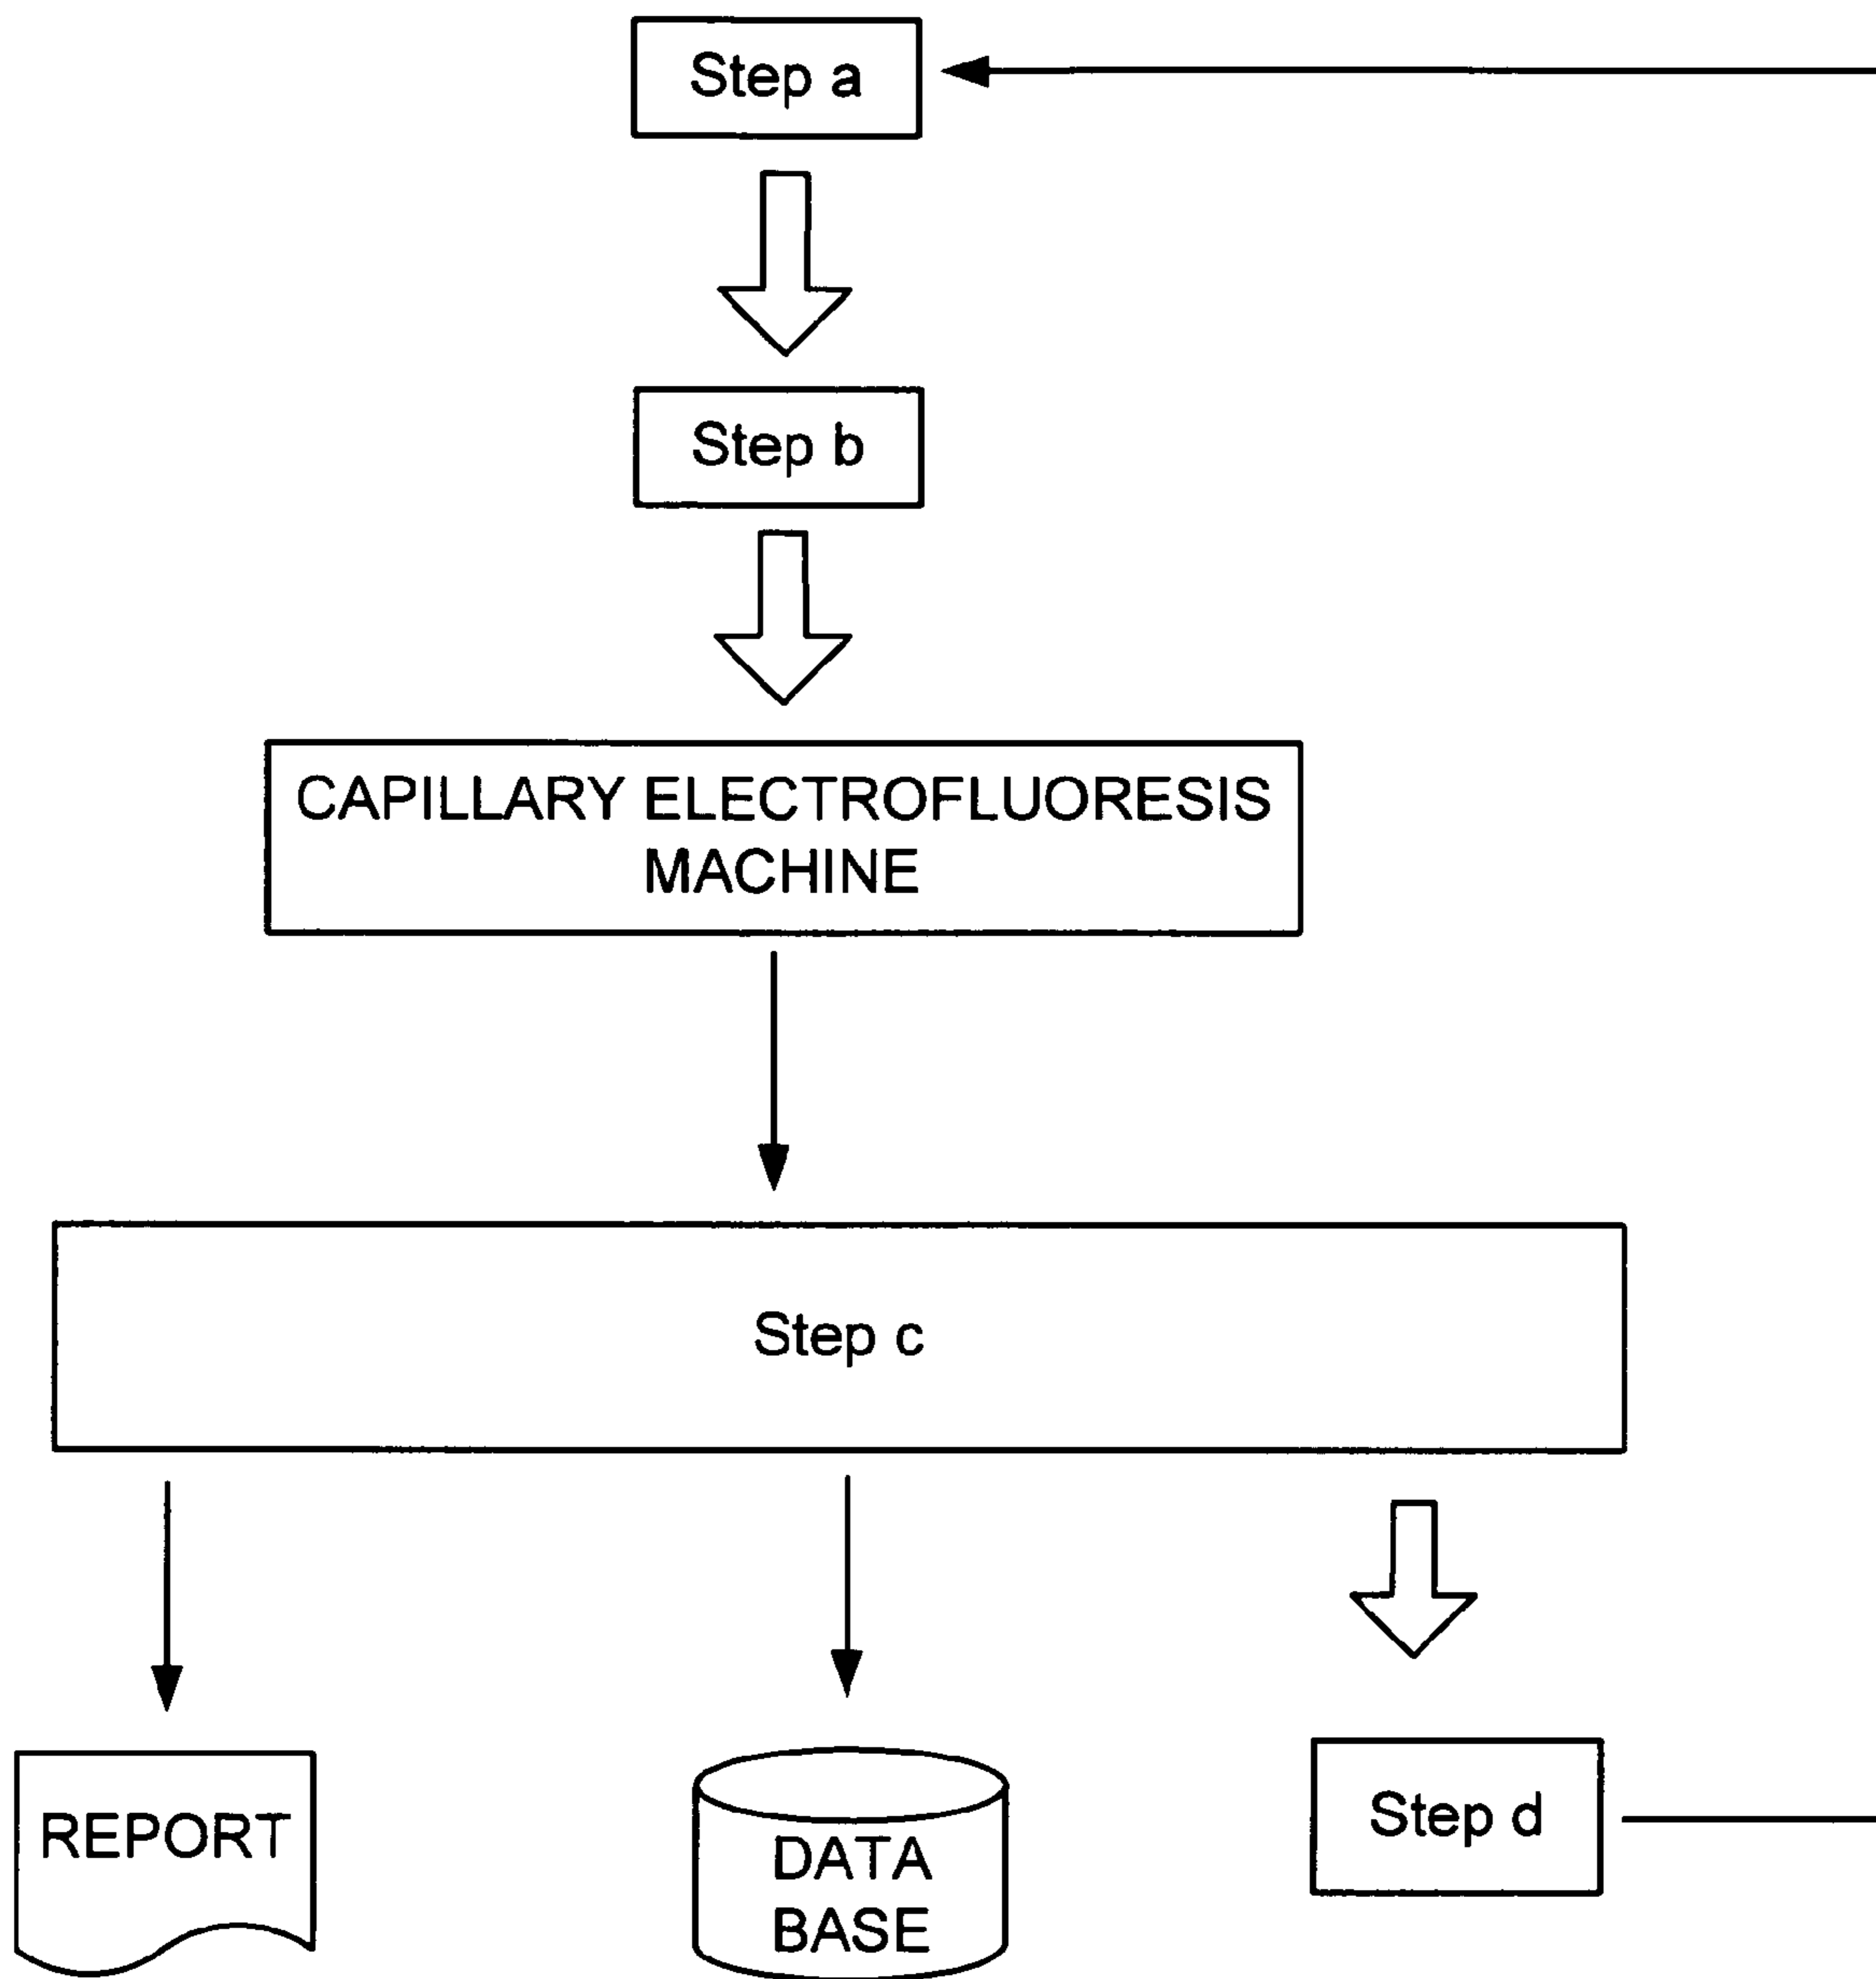 Step a
Step b
CAPILLARY ELECTROFLUORESIS
MACHINE
Step c
REPORT
DATA
BASE
Step d